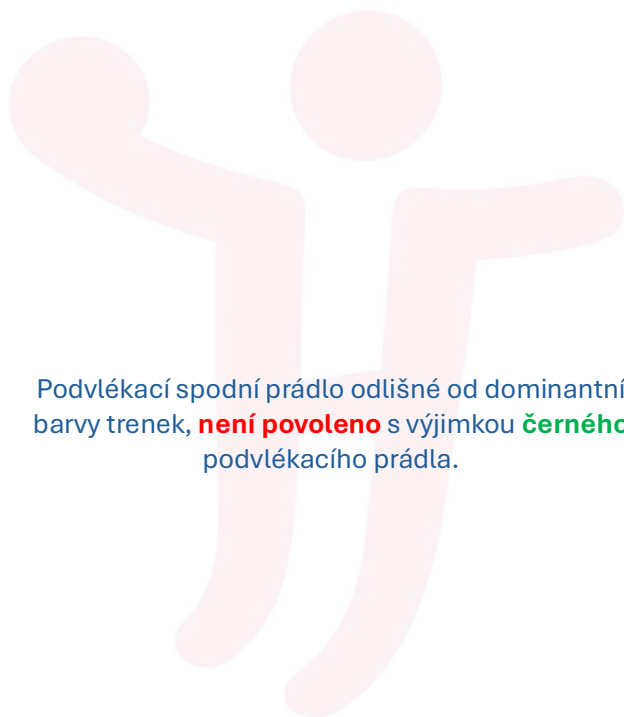 Podvlékací spodní prádlo odlišné od dominantní
barvy trenek, není povoleno s výjimkou černého
podvlékacího prádla.